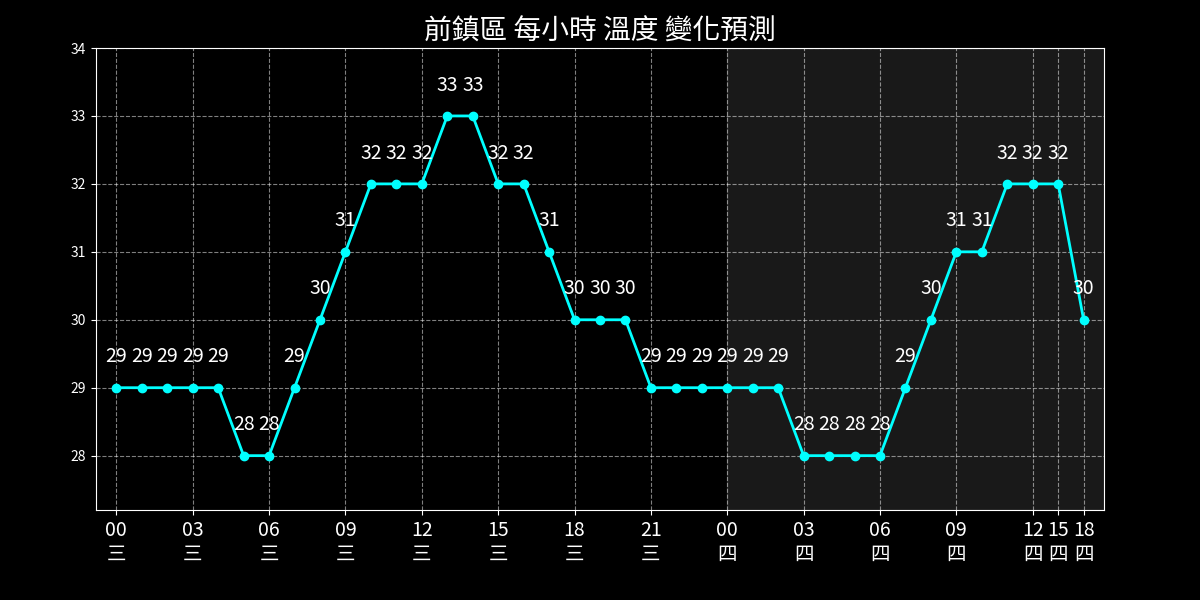 前鎮區 每小時 溫度 變化預測
34
33
32
31
30
29
28
33 33
32 32 32 32 32 32 32 32
31 31 31 31
30 30 30 30 30 30
29 29 29 29 29 29 29 29 29 29 29 29 29
28 28 28 28 28 28
00 03 06 09 12 15 18 21 00 03 06 09 12 15 18
三 三 三 三 三 三 三 三 四 四 四 四 四 四 四